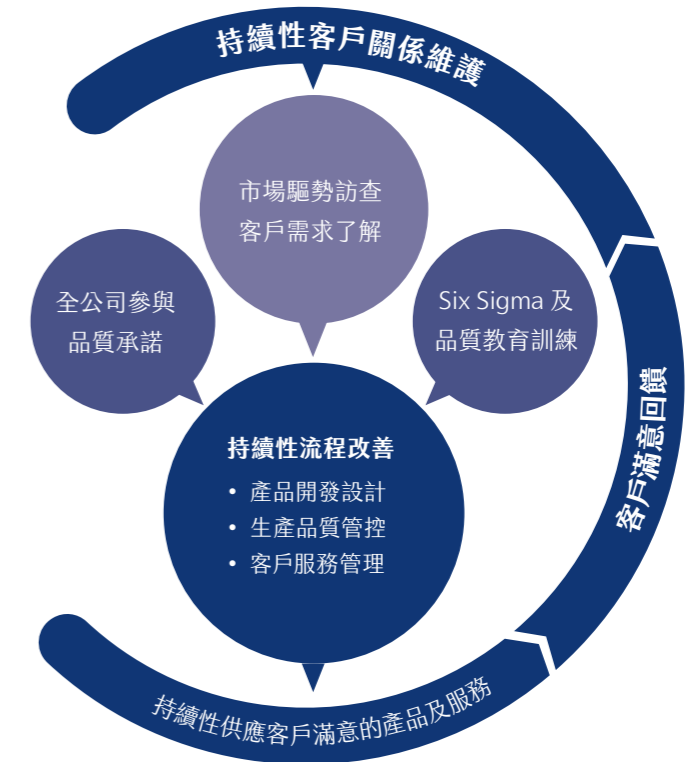 持續性客戶關係維護
市場驅勢訪查
客戶需求了解
全公司參與
品質承諾
Six Sigma 及
品質教育訓練
持續性流程改善
• 產品開發設計
• 生產品質管控
• 客戶服務管理
客戶滿意回饋
持續性供應客戶滿意的產品及服務